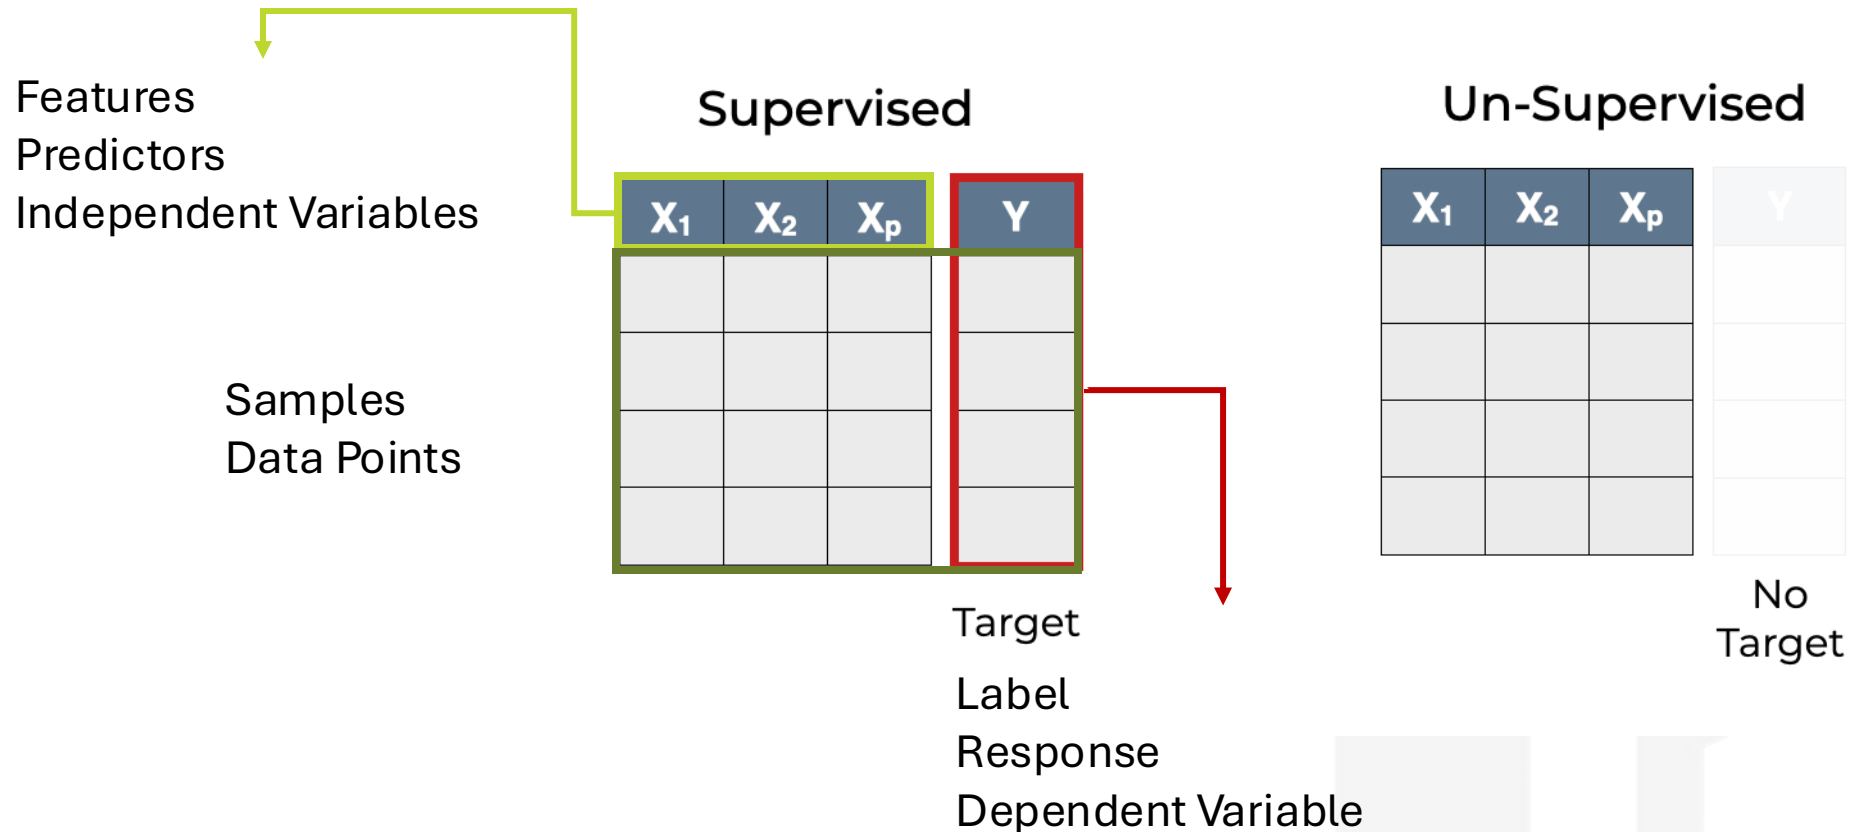 Features
Predictors
Independent Variables
Samples
Data Points
Supervised
X₁ X₂ Xₚ Y
Target
Label
Response
Dependent Variable
Un-Supervised
X₁ X₂ Xₚ Y
No
Target